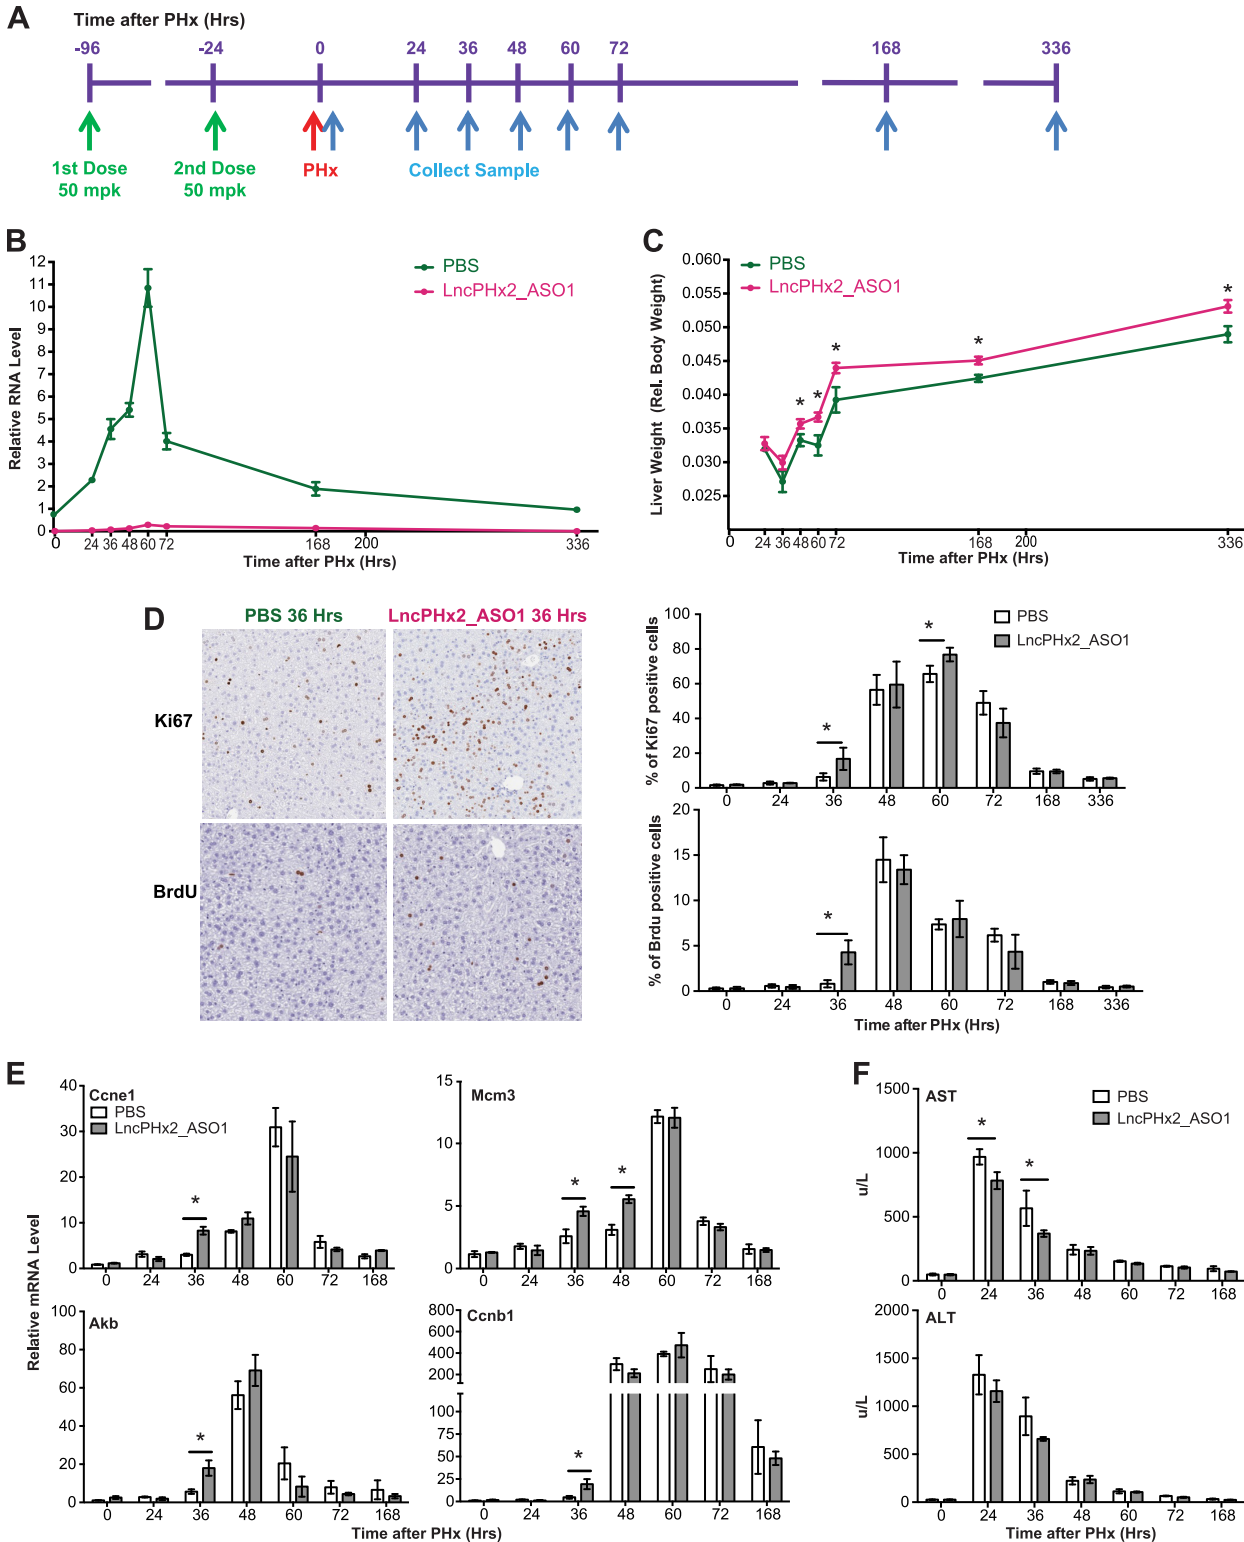 A
Time after PHx (Hrs)
-96 -24 0 24 36 48 60 72 168 336
1st Dose
50 mpk
2nd Dose
50 mpk
PHx
Collect Sample
B
PBS
LncPHx2_ASO1
Relative RNA Level
12
11
10
9
8
7
6
5
4
3
2
1
0
0 24 36 48 60 72 168 200 336
Time after PHx (Hrs)
C
PBS
LncPHx2_ASO1
Liver Weight (Rel. Body Weight)
0.060
0.055
0.050
0.045
0.040
0.035
0.030
0.025
* * * * *
0 24 36 48 60 72 168 200 336
Time after PHx (Hrs)
D
PBS 36 Hrs LncPHx2_ASO1 36 Hrs
Ki67
BrdU
% of Ki67 positive cells
100
80
60
40
20
0
PBS
LncPHx2_ASO1
* *
0 24 36 48 60 72 168 336
% of Brdu positive cells
20
15
10
5
0
*
0 24 36 48 60 72 168 336
Time after PHx (Hrs)
E
Relative mRNA Level
Ccne1
PBS
LncPHx2_ASO1
40
30
20
10
0
*
0 24 36 48 60 72 168
Mcm3
15
10
5
0
* *
0 24 36 48 60 72 168
Akb
100
80
60
40
20
0
*
0 24 36 48 60 72 168
Ccnb1
800
600
400
200
100
75
50
25
0
*
0 24 36 48 60 72 168
Time after PHx (Hrs)
F
AST
PBS
LncPHx2_ASO1
u/L
1500
1000
500
0
* *
0 24 36 48 60 72 168
ALT
u/L
2000
1500
1000
500
0
0 24 36 48 60 72 168
Time after PHx (Hrs)